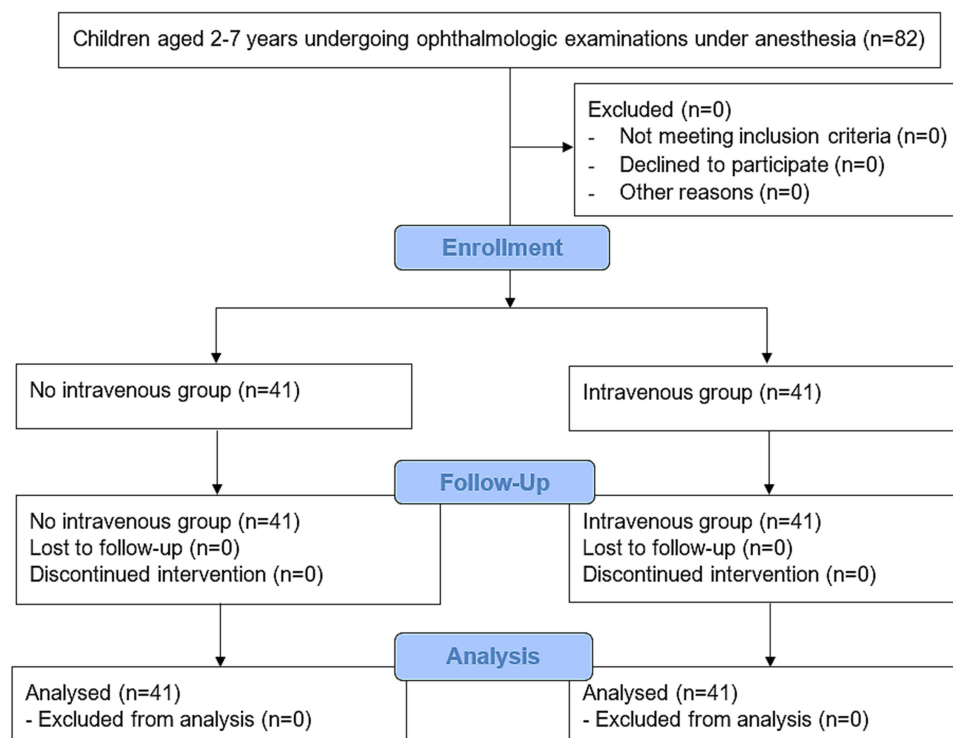 Children aged 2-7 years undergoing ophthalmologic examinations under anesthesia (n=82)
Excluded (n=0)
- Not meeting inclusion criteria (n=0)
- Declined to participate (n=0)
- Other reasons (n=0)
Enrollment
No intravenous group (n=41)
Intravenous group (n=41)
Follow-Up
No intravenous group (n=41)
Lost to follow-up (n=0)
Discontinued intervention (n=0)
Intravenous group (n=41)
Lost to follow-up (n=0)
Discontinued intervention (n=0)
Analysis
Analysed (n=41)
- Excluded from analysis (n=0)
Analysed (n=41)
- Excluded from analysis (n=0)